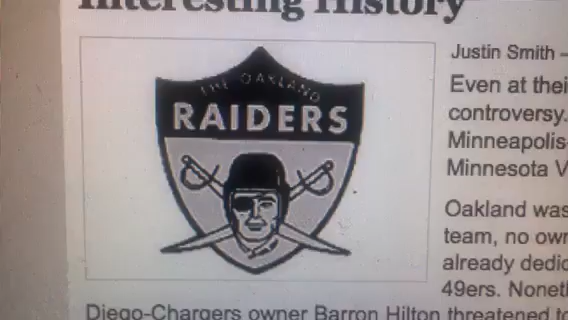 Interesting History
THE OAKLAND
RAIDERS
Justin Smith –
Even at thei
controversy.
Minneapolis-
Minnesota V
Oakland was
team, no own
already dedic
49ers. Noneth
Diego-Chargers owner Barron Hilton threatened to